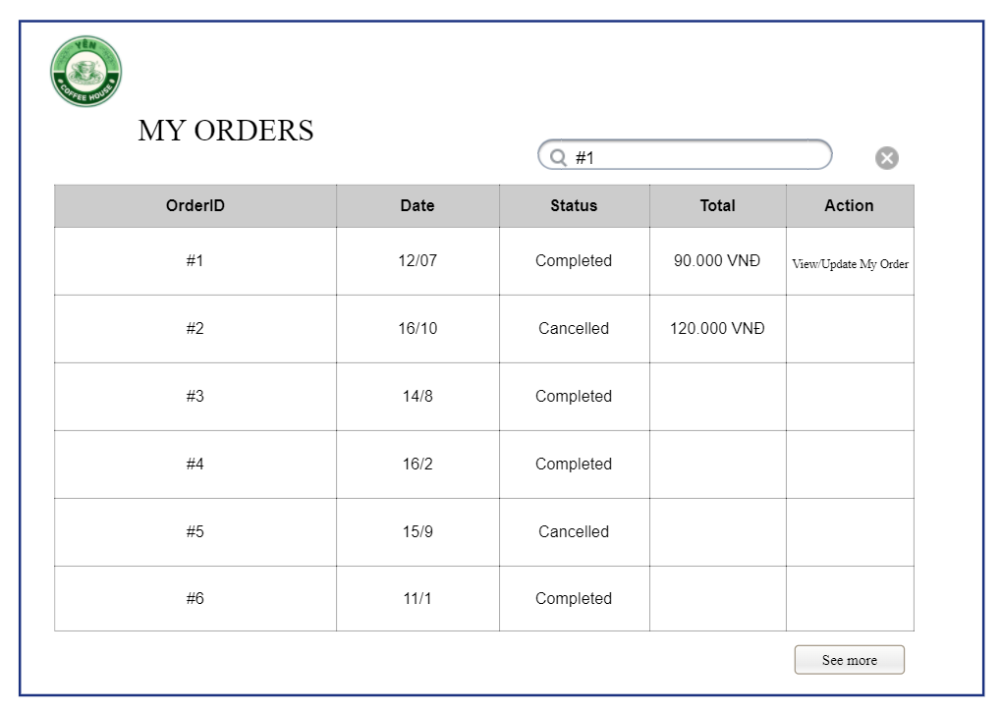 YÊN
COFFEE HOUSE
MY ORDERS
#1
OrderID Date Status Total Action
#1 12/07 Completed 90.000 VNĐ View/Update My Order
#2 16/10 Cancelled 120.000 VNĐ
#3 14/8 Completed
#4 16/2 Completed
#5 15/9 Cancelled
#6 11/1 Completed
See more